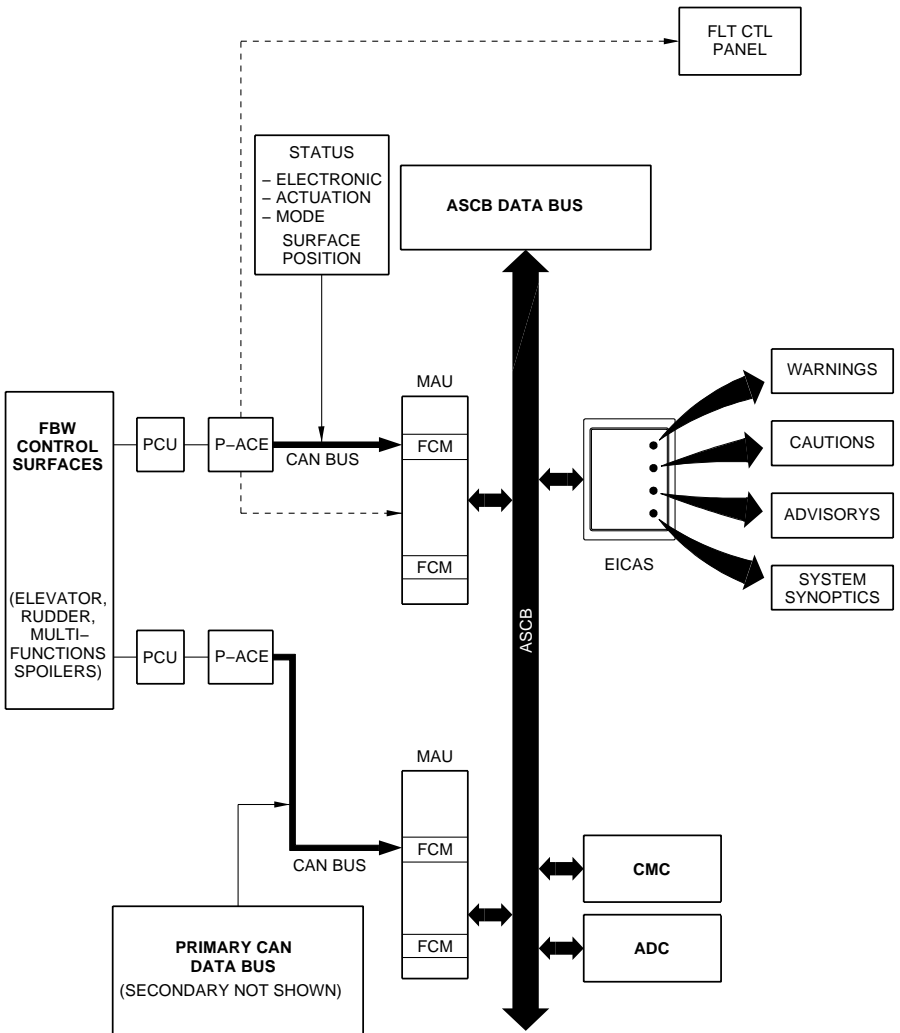 FLT CTL
PANEL
STATUS
– ELECTRONIC
– ACTUATION
– MODE
SURFACE
POSITION
ASCB DATA BUS
MAU
WARNINGS
FBW
CONTROL
SURFACES
PCU
P–ACE
CAN BUS
FCM
CAUTIONS
ADVISORYS
FCM
EICAS
SYSTEM
SYNOPTICS
(ELEVATOR,
RUDDER,
MULTI–
FUNCTIONS
SPOILERS)
PCU
P–ACE
ASCB
MAU
FCM
CAN BUS
CMC
FCM
ADC
PRIMARY CAN
DATA BUS
(SECONDARY NOT SHOWN)